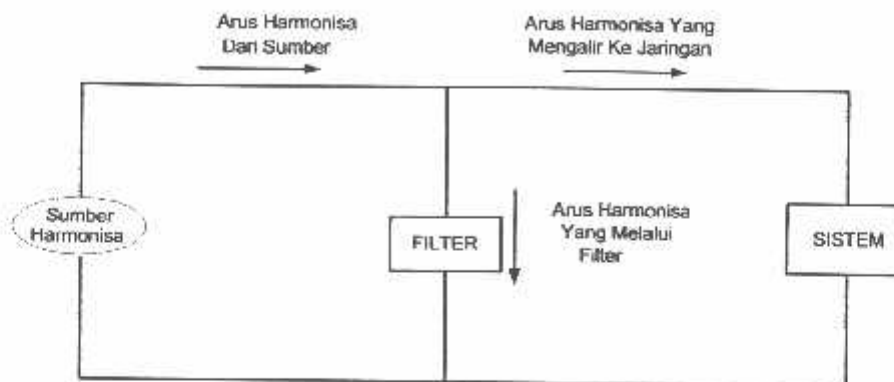 Arus Harmonisa
Dari Sumber
Arus Harmonisa Yang
Mengalir Ke Jaringan
Sumber
Harmonisa
FILTER
Arus Harmonisa
Yang Melalui
Filter
SISTEM